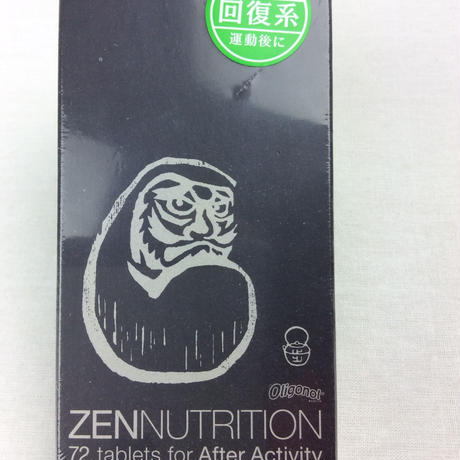 回復系
運動後に
Oligonol
ZENNUTRITION
72 tablets for After Activity